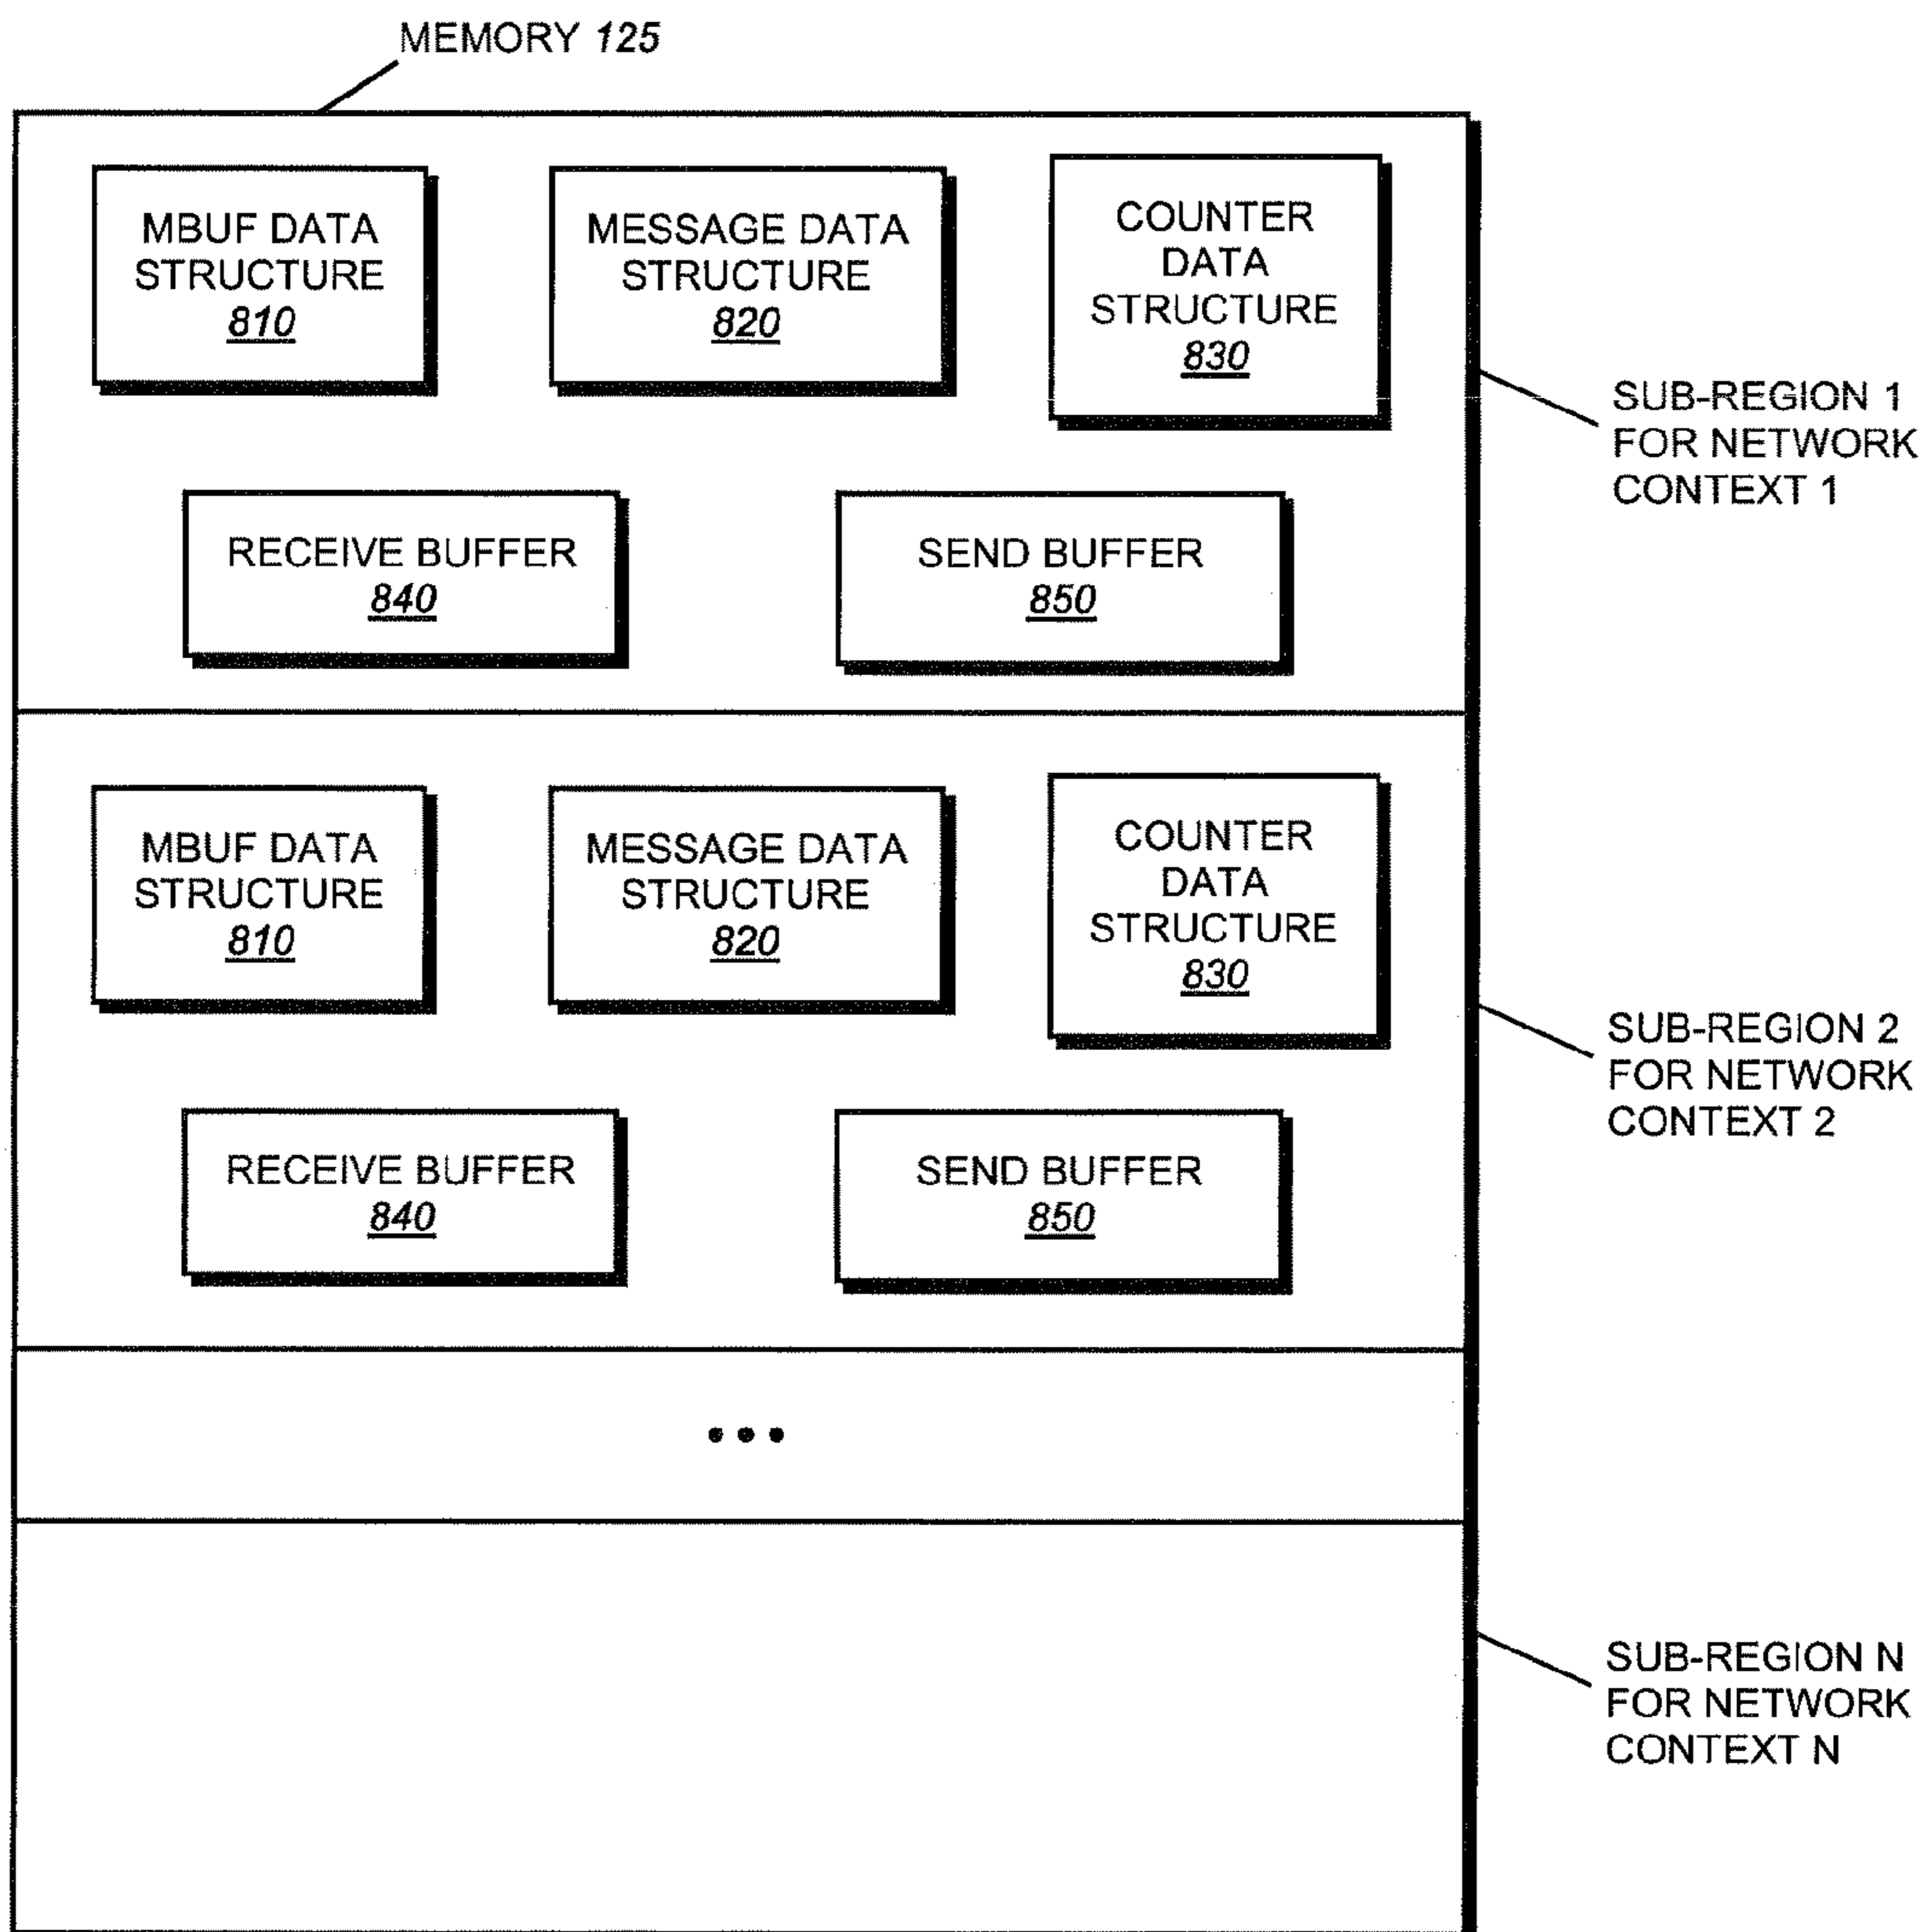 MEMORY 125
MBUF DATA
STRUCTURE
810
MESSAGE DATA
STRUCTURE
820
COUNTER
DATA
STRUCTURE
830
RECEIVE BUFFER
840
SEND BUFFER
850
SUB-REGION 1
FOR NETWORK
CONTEXT 1
MBUF DATA
STRUCTURE
810
MESSAGE DATA
STRUCTURE
820
COUNTER
DATA
STRUCTURE
830
RECEIVE BUFFER
840
SEND BUFFER
850
SUB-REGION 2
FOR NETWORK
CONTEXT 2
•••
SUB-REGION N
FOR NETWORK
CONTEXT N